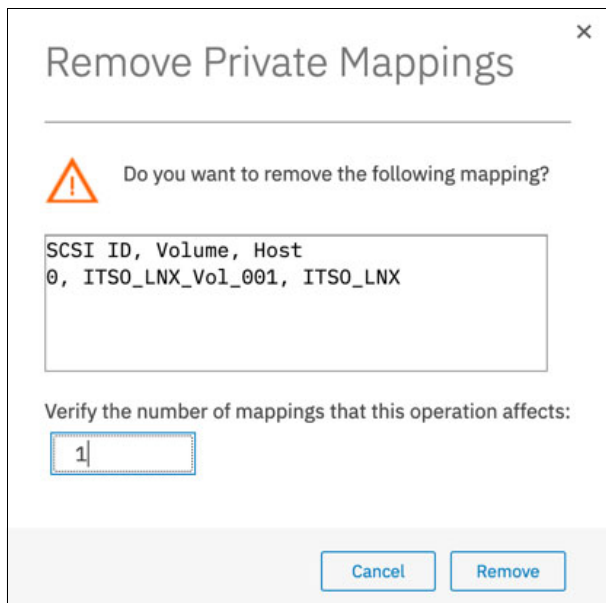 Remove Private Mappings
Do you want to remove the following mapping?
SCSI ID, Volume, Host
0, ITSO_LNX_Vol_001, ITSO_LNX
Verify the number of mappings that this operation affects:
1
Cancel
Remove